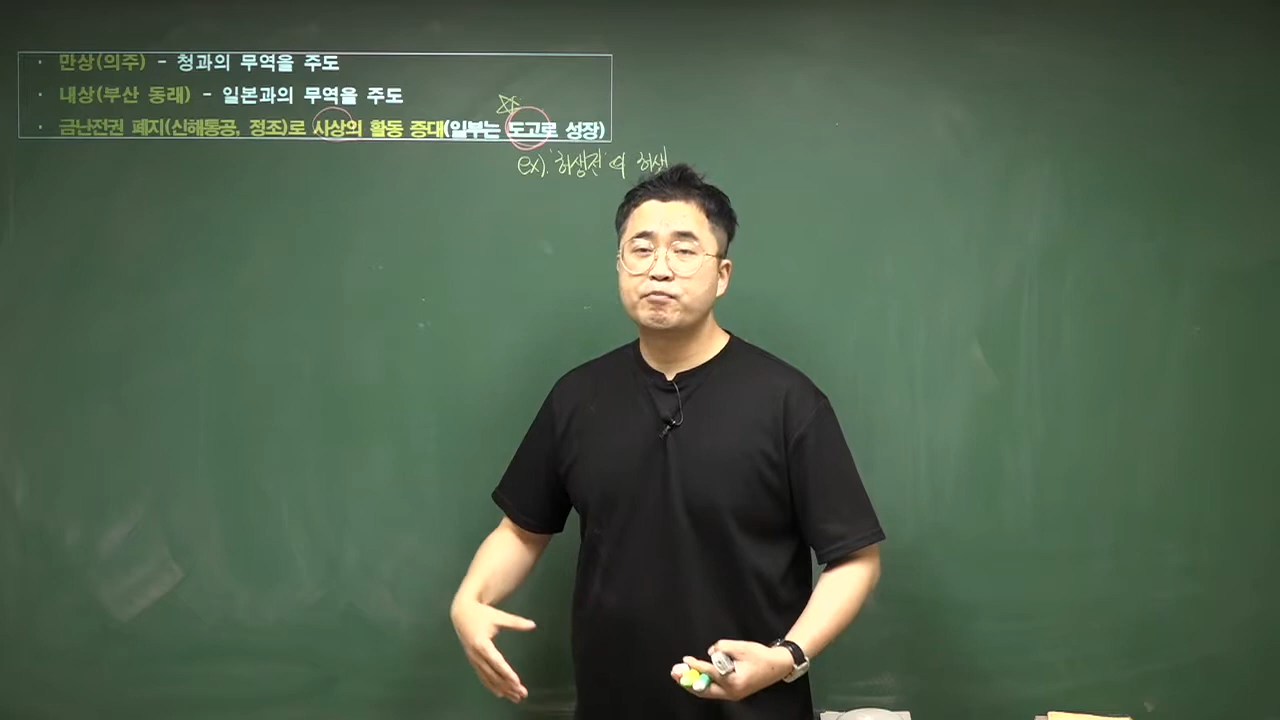 · 만상(의주) - 청과의 무역을 주도
· 내상(부산 동래) - 일본과의 무역을 주도
· 금난전권 폐지(신해통공, 정조)로 사상의 활동 증대(일부는 도고로 성장)
ex). '허생전'의 허생